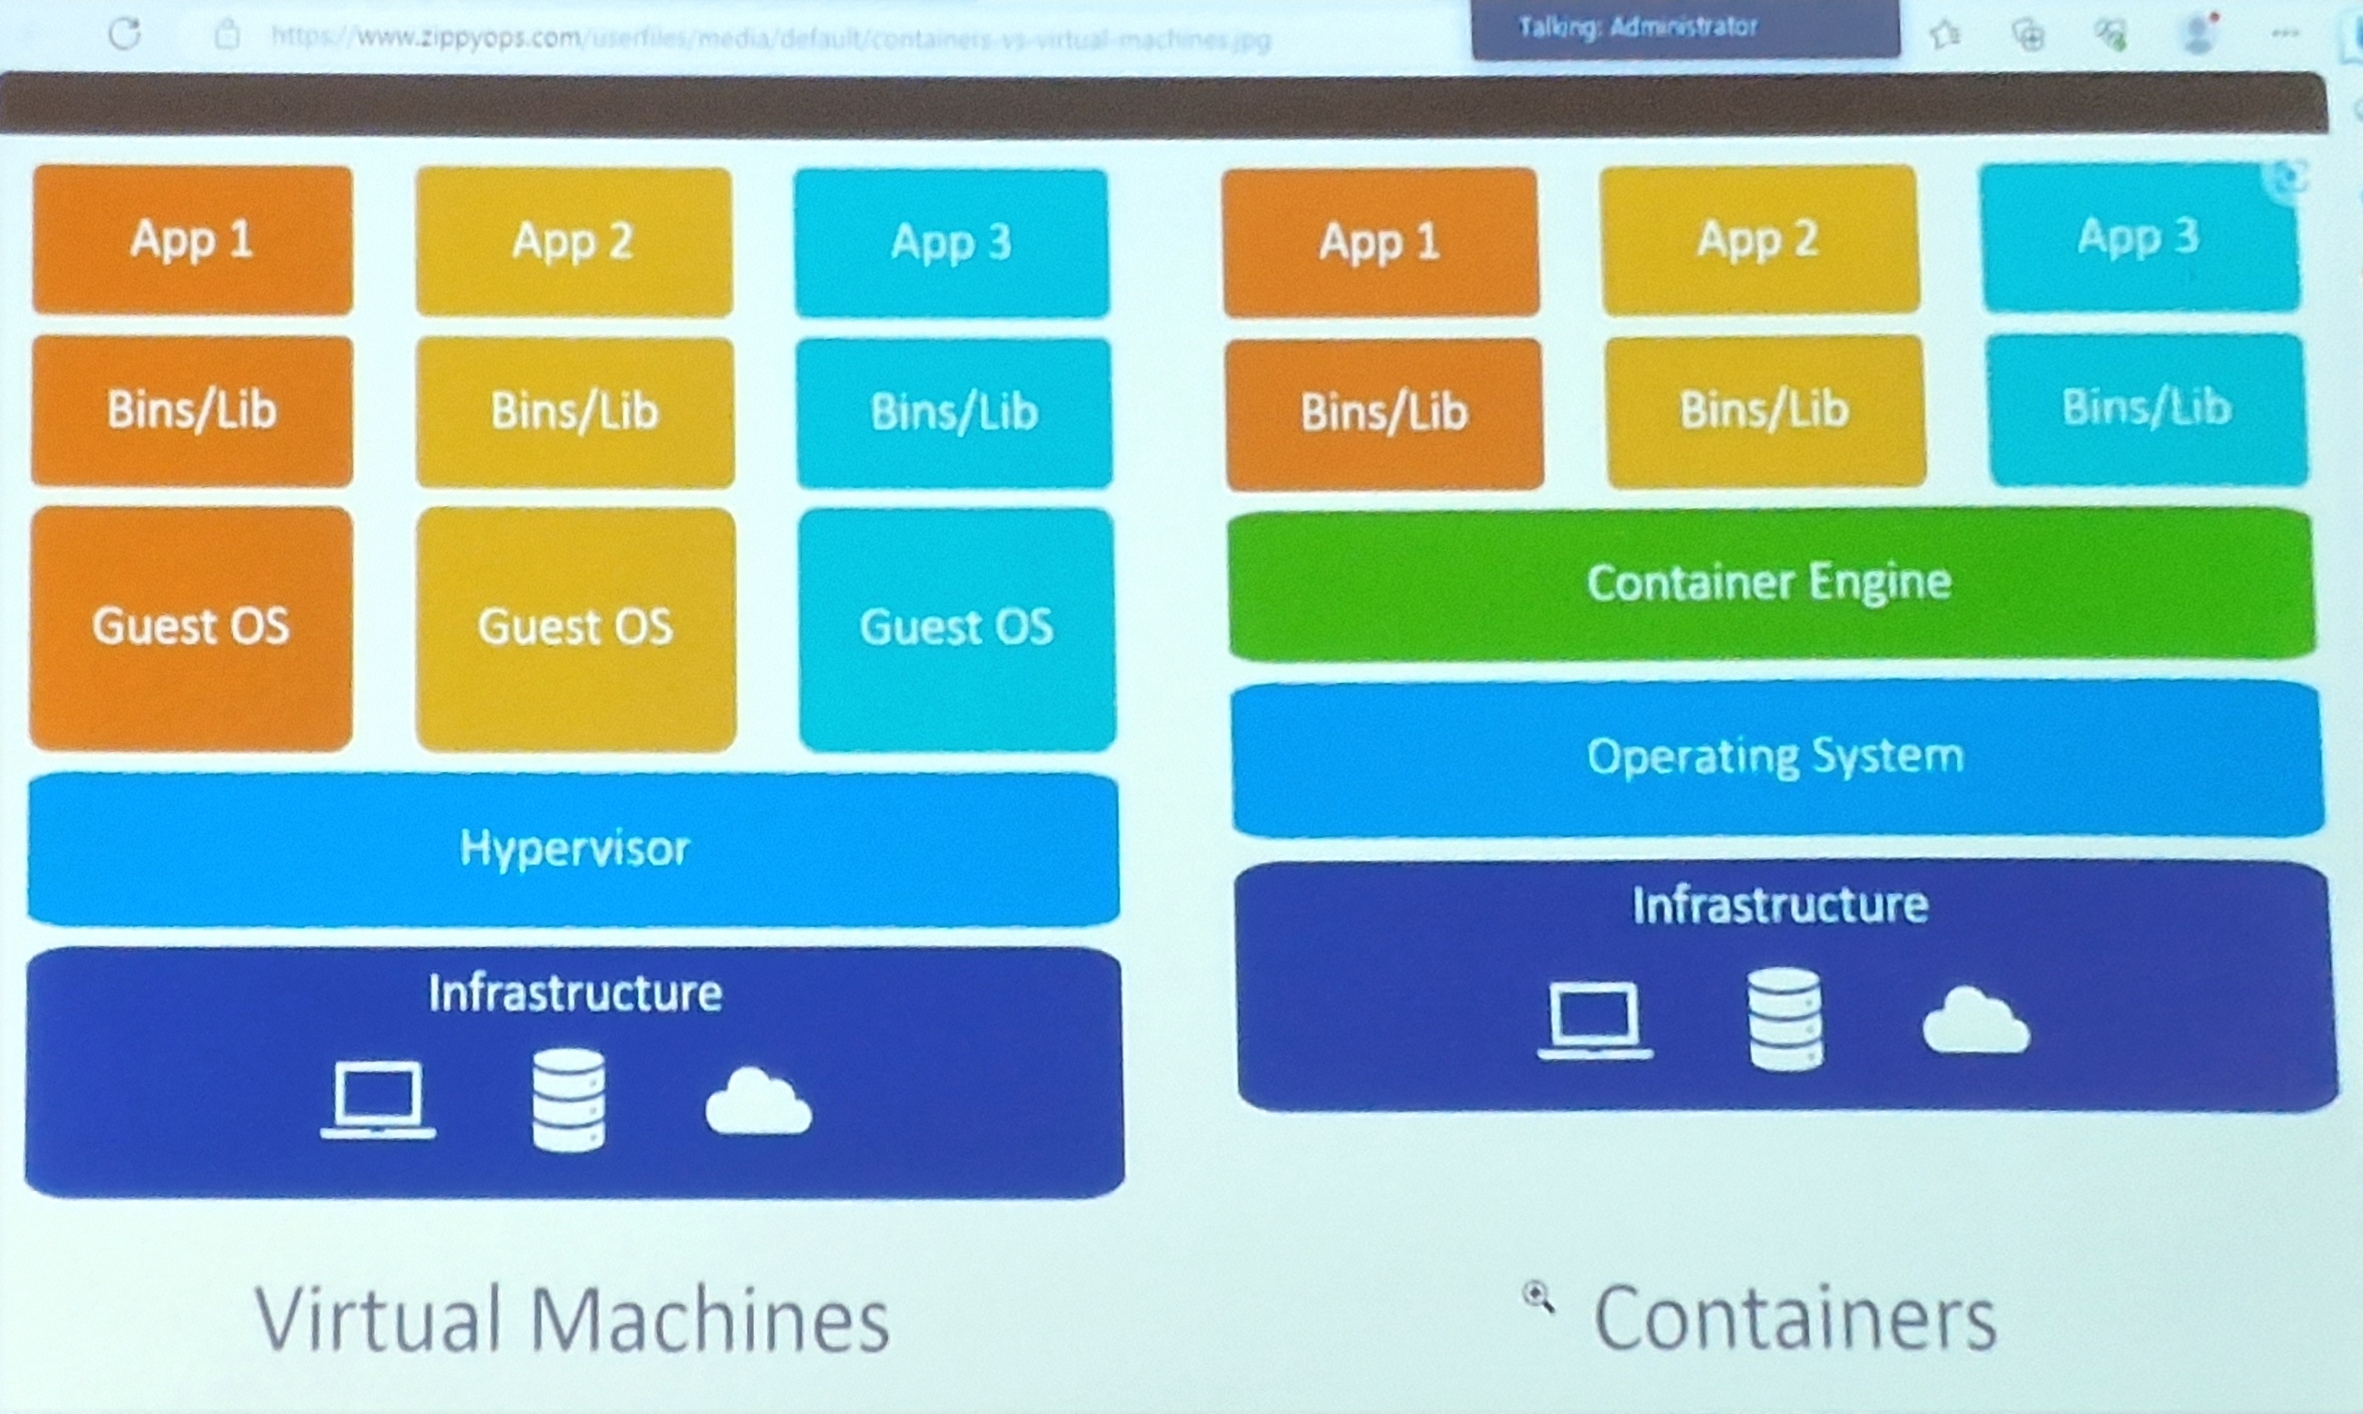 https://www.zippyops.com/userfiles/media/default/containers-vs-virtual-machines.jpg
Talking: Administrator
App 1
App 2
App 3
Bins/Lib
Bins/Lib
Bins/Lib
Guest OS
Guest OS
Guest OS
Hypervisor
Infrastructure
Virtual Machines
App 1
App 2
App 3
Bins/Lib
Bins/Lib
Bins/Lib
Container Engine
Operating System
Infrastructure
Containers